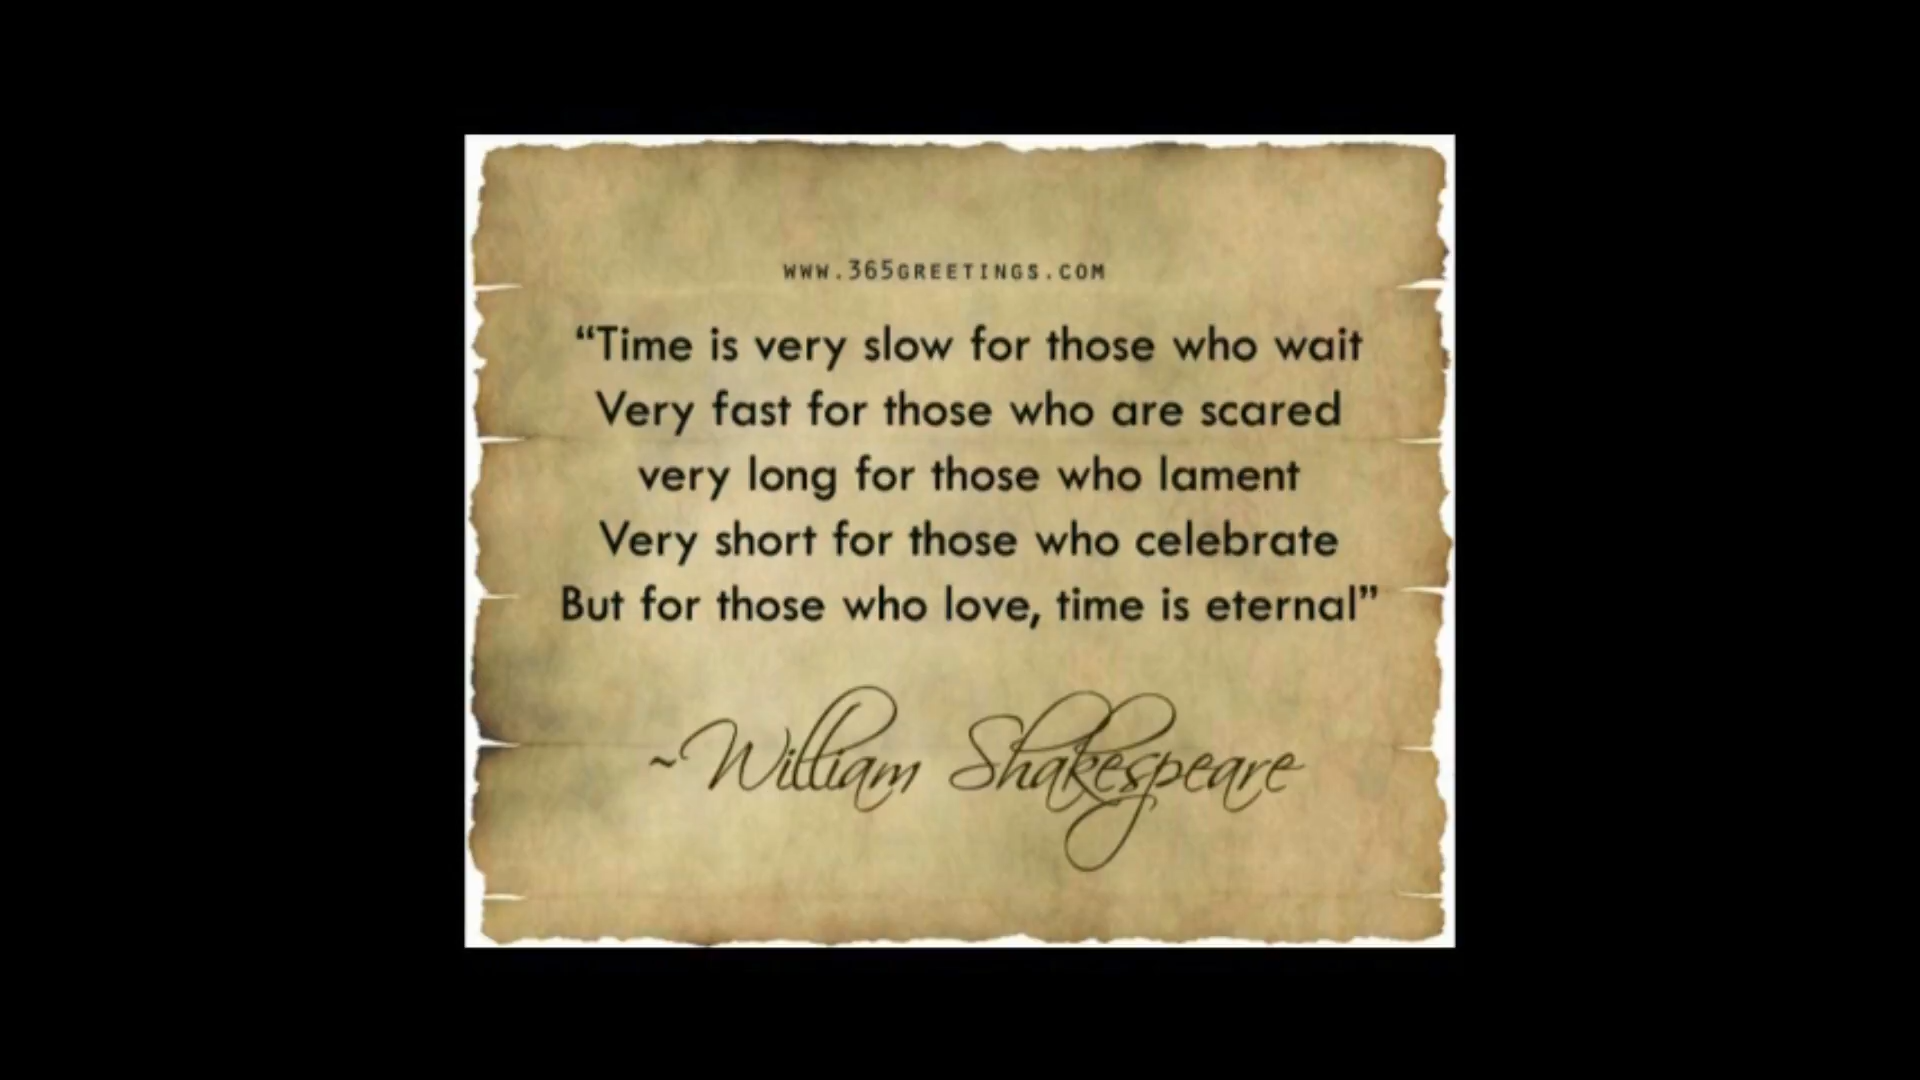 WWW.365GREETINGS.COM
“Time is very slow for those who wait
Very fast for those who are scared
very long for those who lament
Very short for those who celebrate
But for those who love, time is eternal”
~William Shakespeare